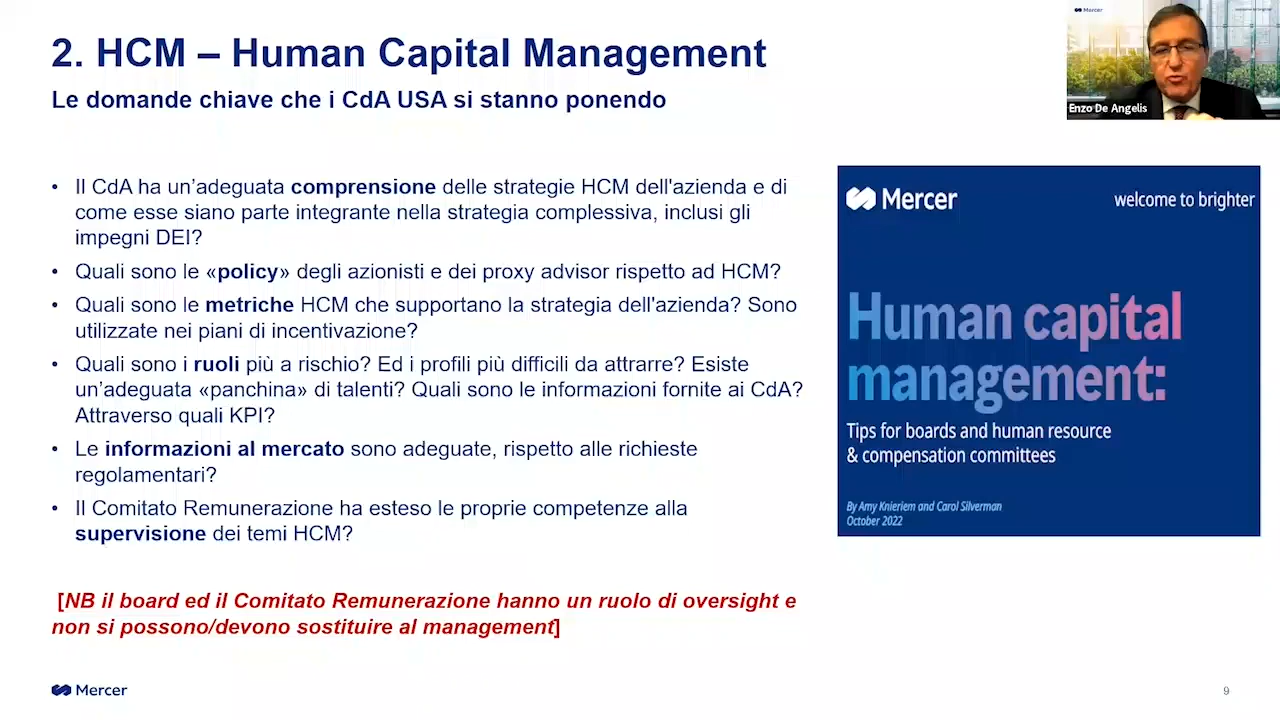 2. HCM – Human Capital Management
Le domande chiave che i CdA USA si stanno ponendo
• Il CdA ha un’adeguata comprensione delle strategie HCM dell'azienda e di
come esse siano parte integrante nella strategia complessiva, inclusi gli
impegni DEI?
• Quali sono le «policy» degli azionisti e dei proxy advisor rispetto ad HCM?
• Quali sono le metriche HCM che supportano la strategia dell'azienda? Sono
utilizzate nei piani di incentivazione?
• Quali sono i ruoli più a rischio? Ed i profili più difficili da attrarre? Esiste
un’adeguata «panchina» di talenti? Quali sono le informazioni fornite ai CdA?
Attraverso quali KPI?
• Le informazioni al mercato sono adeguate, rispetto alle richieste
regolamentari?
• Il Comitato Remunerazione ha esteso le proprie competenze alla
supervisione dei temi HCM?
[NB il board ed il Comitato Remunerazione hanno un ruolo di oversight e
non si possono/devono sostituire al management]
Mercer
Enzo De Angelis
Mercer
welcome to brighter
Human capital
management:
Tips for boards and human resource
& compensation committees
By Amy Knieriem and Carol Silverman
October 2022
Mercer
9